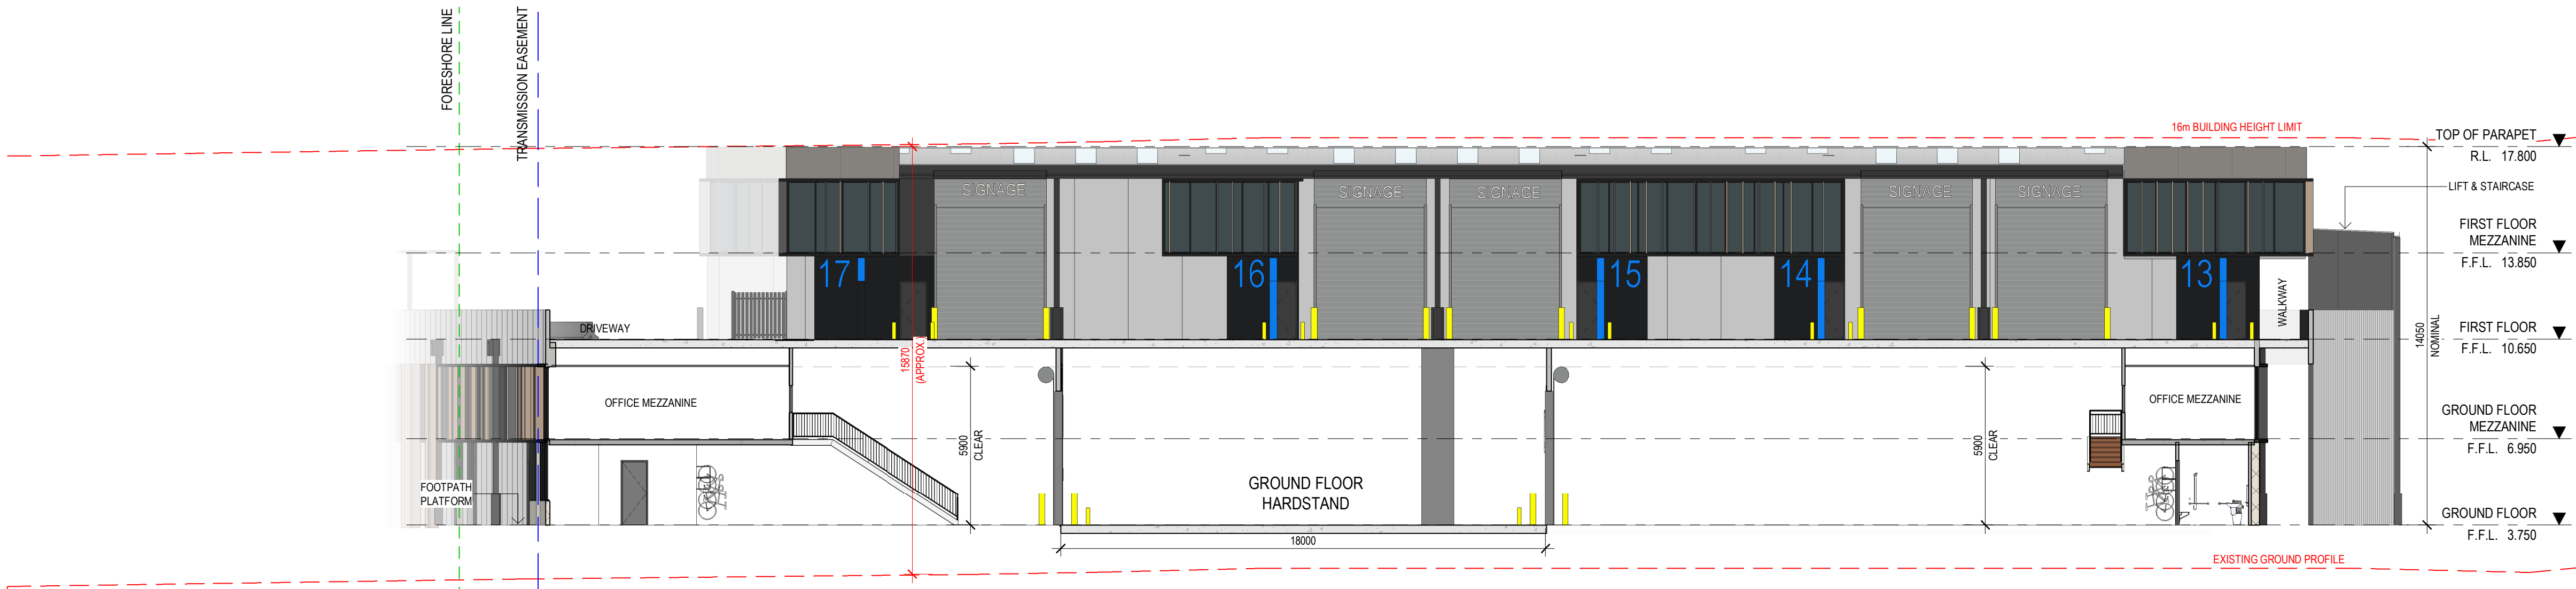 FORESHORE LINE
TRANSMISSION EASEMENT
16m BUILDING HEIGHT LIMIT
TOP OF PARAPET
R.L. 17.800
LIFT & STAIRCASE
SIGNAGE
SIGNAGE
SIGNAGE
SIGNAGE
SIGNAGE
FIRST FLOOR
MEZZANINE
F.F.L. 13.850
17
16
15
14
13
WALKWAY
DRIVEWAY
FIRST FLOOR
F.F.L. 10.650
14050
NOMINAL
15870
(APPROX.)
OFFICE MEZZANINE
OFFICE MEZZANINE
GROUND FLOOR
MEZZANINE
F.F.L. 6.950
5900
CLEAR
5900
CLEAR
FOOTPATH
PLATFORM
GROUND FLOOR
HARDSTAND
GROUND FLOOR
F.F.L. 3.750
18000
EXISTING GROUND PROFILE